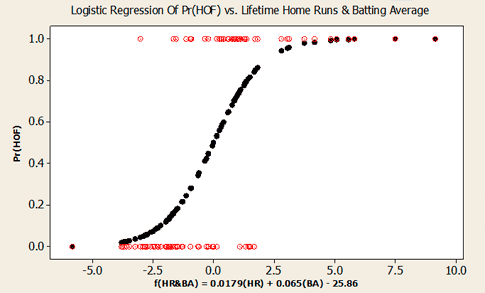 Logistic Regression Of Pr(HOF) vs. Lifetime Home Runs & Batting Average
1.0
0.8
0.6
0.4
0.2
0.0
Pr(HOF)
-5.0 -2.5 0.0 2.5 5.0 7.5 10.0
f(HR&BA) = 0.0179(HR) + 0.065(BA) - 25.86